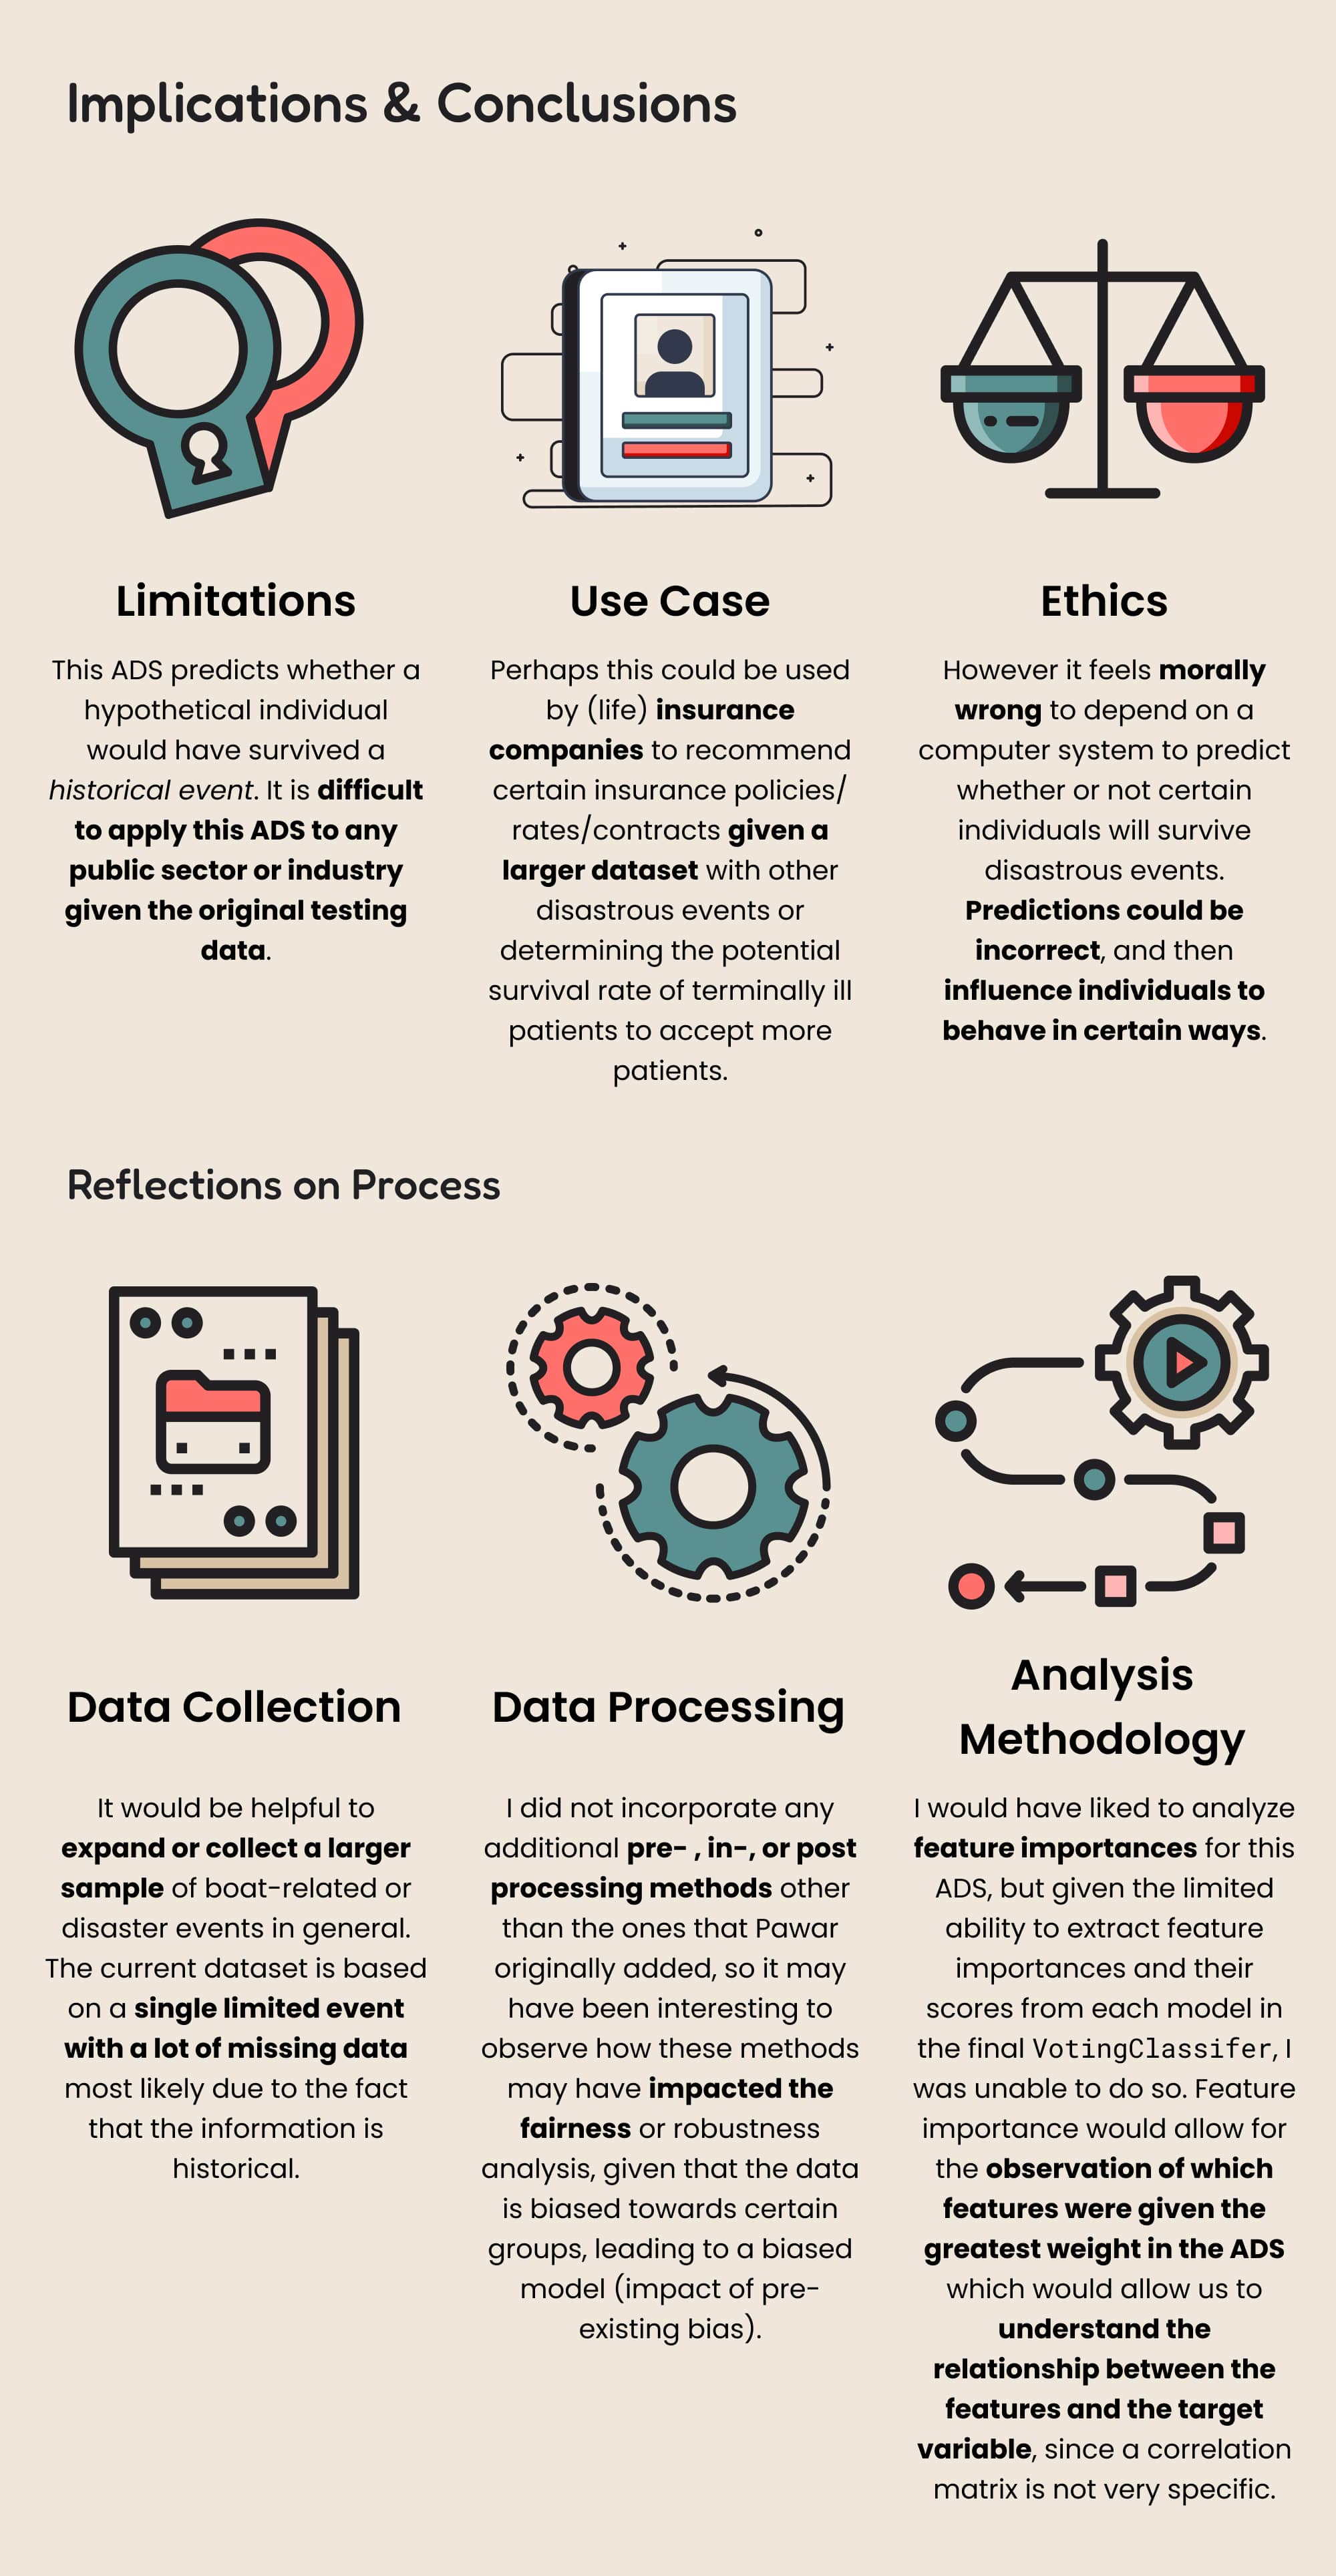 Implications & Conclusions
Limitations
This ADS predicts whether a
hypothetical individual
would have survived a
historical event. It is difficult
to apply this ADS to any
public sector or industry
given the original testing
data.
Use Case
Perhaps this could be used
by (life) insurance
companies to recommend
certain insurance policies/
rates/contracts given a
larger dataset with other
disastrous events or
determining the potential
survival rate of terminally ill
patients to accept more
patients.
Ethics
However it feels morally
wrong to depend on a
computer system to predict
whether or not certain
individuals will survive
disastrous events.
Predictions could be
incorrect, and then
influence individuals to
behave in certain ways.
Reflections on Process
Data Collection
It would be helpful to
expand or collect a larger
sample of boat-related or
disaster events in general.
The current dataset is based
on a single limited event
with a lot of missing data
most likely due to the fact
that the information is
historical.
Data Processing
I did not incorporate any
additional pre- , in-, or post
processing methods other
than the ones that Pawar
originally added, so it may
have been interesting to
observe how these methods
may have impacted the
fairness or robustness
analysis, given that the data
is biased towards certain
groups, leading to a biased
model (impact of pre-
existing bias).
Analysis
Methodology
I would have liked to analyze
feature importances for this
ADS, but given the limited
ability to extract feature
importances and their
scores from each model in
the final VotingClassifer, I
was unable to do so. Feature
importance would allow for
the observation of which
features were given the
greatest weight in the ADS
which would allow us to
understand the
relationship between the
features and the target
variable, since a correlation
matrix is not very specific.